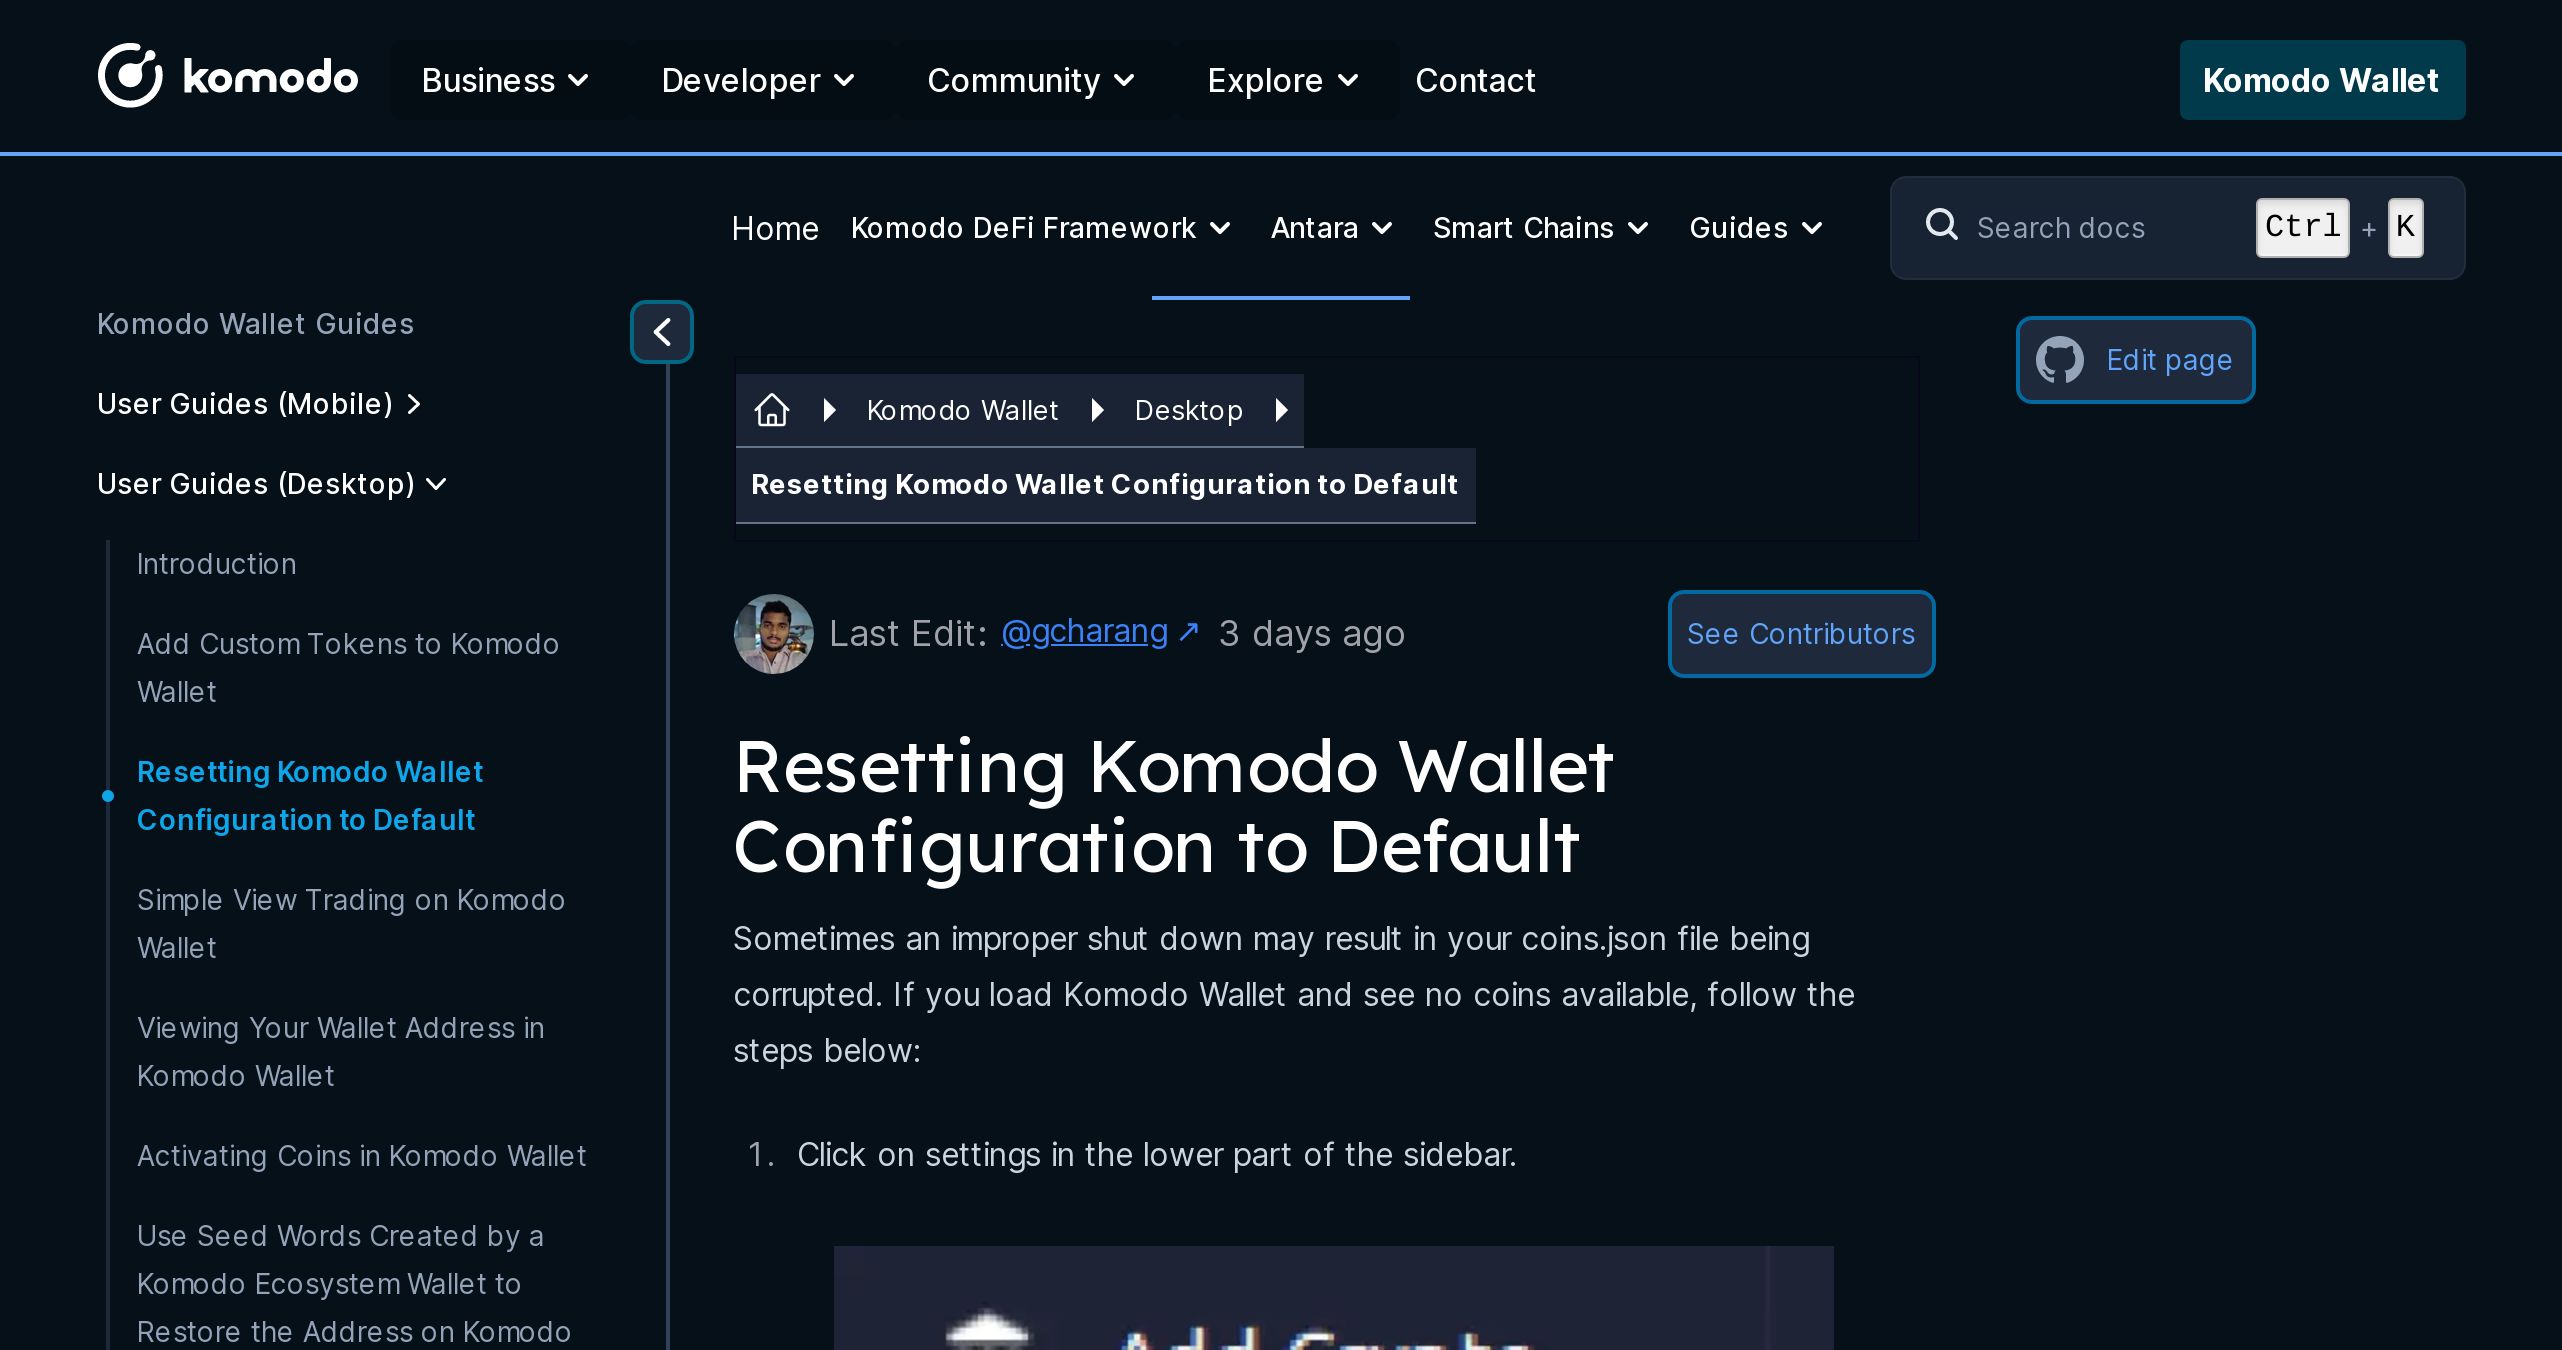 komodo Business Developer Community Explore Contact Komodo Wallet
Home Komodo DeFi Framework Antara Smart Chains Guides Search docs Ctrl + K
Komodo Wallet Guides
User Guides (Mobile)
User Guides (Desktop)
Introduction
Add Custom Tokens to Komodo
Wallet
Resetting Komodo Wallet
Configuration to Default
Simple View Trading on Komodo
Wallet
Viewing Your Wallet Address in
Komodo Wallet
Activating Coins in Komodo Wallet
Use Seed Words Created by a
Komodo Ecosystem Wallet to
Restore the Address on Komodo
Komodo Wallet Desktop
Resetting Komodo Wallet Configuration to Default
Edit page
Last Edit: @gcharang ↗ 3 days ago
See Contributors
Resetting Komodo Wallet
Configuration to Default
Sometimes an improper shut down may result in your coins.json file being
corrupted. If you load Komodo Wallet and see no coins available, follow the
steps below:
1. Click on settings in the lower part of the sidebar.
Add Crypto